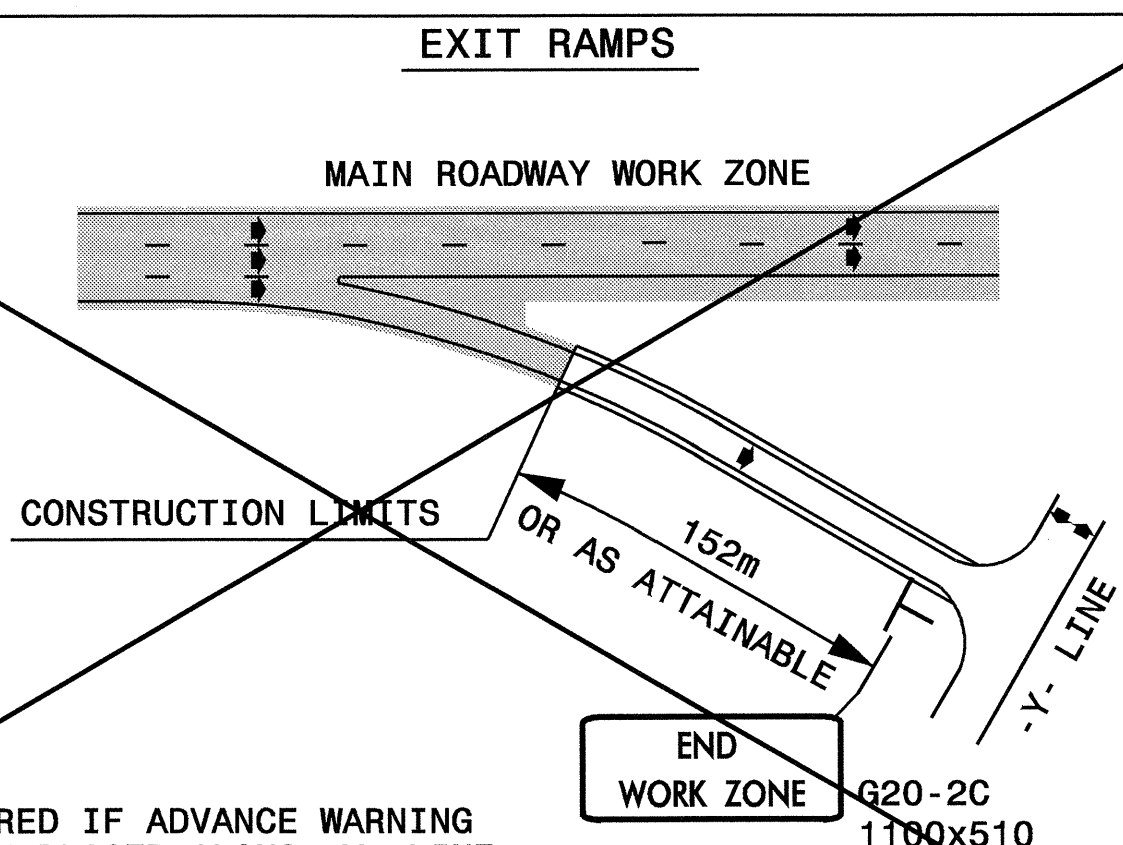 EXIT RAMPS
MAIN ROADWAY WORK ZONE
CONSTRUCTION LIMITS
152m
OR AS ATTAINABLE
-Y- LINE
END
WORK ZONE
G20-2C
1100x510
RED IF ADVANCE WARNING